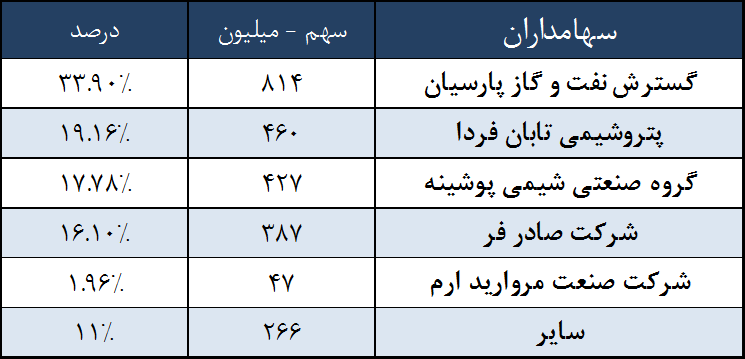 سهامداران سهم - میلیون درصد
گسترش نفت و گاز پارسیان ۸۱۴ ۳۳.۹۰٪
پتروشیمی تابان فردا ۴۶۰ ۱۹.۱۶٪
گروه صنعتی شیمی پوشینه ۴۲۷ ۱۷.۷۸٪
شرکت صادر فر ۳۸۷ ۱۶.۱۰٪
شرکت صنعت مروارید ارم ۴۷ ۱.۹۶٪
سایر ۲۶۶ ۱۱٪